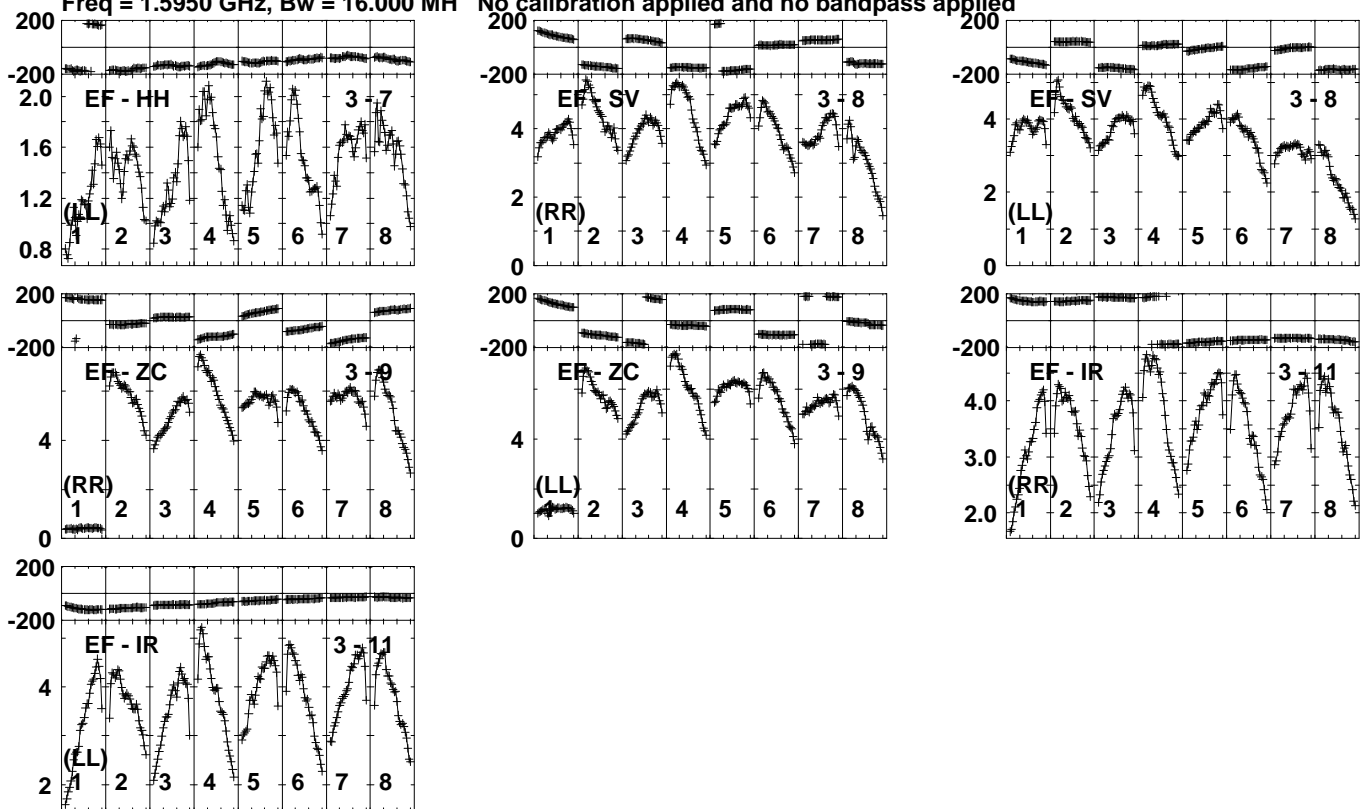 Freq = 1.5950 GHz, Bw = 16.000 MH No calibration applied and no bandpass applied
200
-200
EF - HH 3 - 7
2.0
1.6
1.2
0.8
(LL)
1 2 3 4 5 6 7 8
200
-200
EF - SV 3 - 8
4
2
0
(RR)
1 2 3 4 5 6 7 8
200
-200
EF - SV 3 - 8
4
2
0
(LL)
1 2 3 4 5 6 7 8
200
-200
EF - ZC 3 - 9
4
0
(RR)
1 2 3 4 5 6 7 8
200
-200
EF - ZC 3 - 9
4
0
(LL)
1 2 3 4 5 6 7 8
200
-200
EF - IR 3 - 11
4.0
3.0
2.0
(RR)
1 2 3 4 5 6 7 8
200
-200
EF - IR 3 - 11
4
2
(LL)
1 2 3 4 5 6 7 8